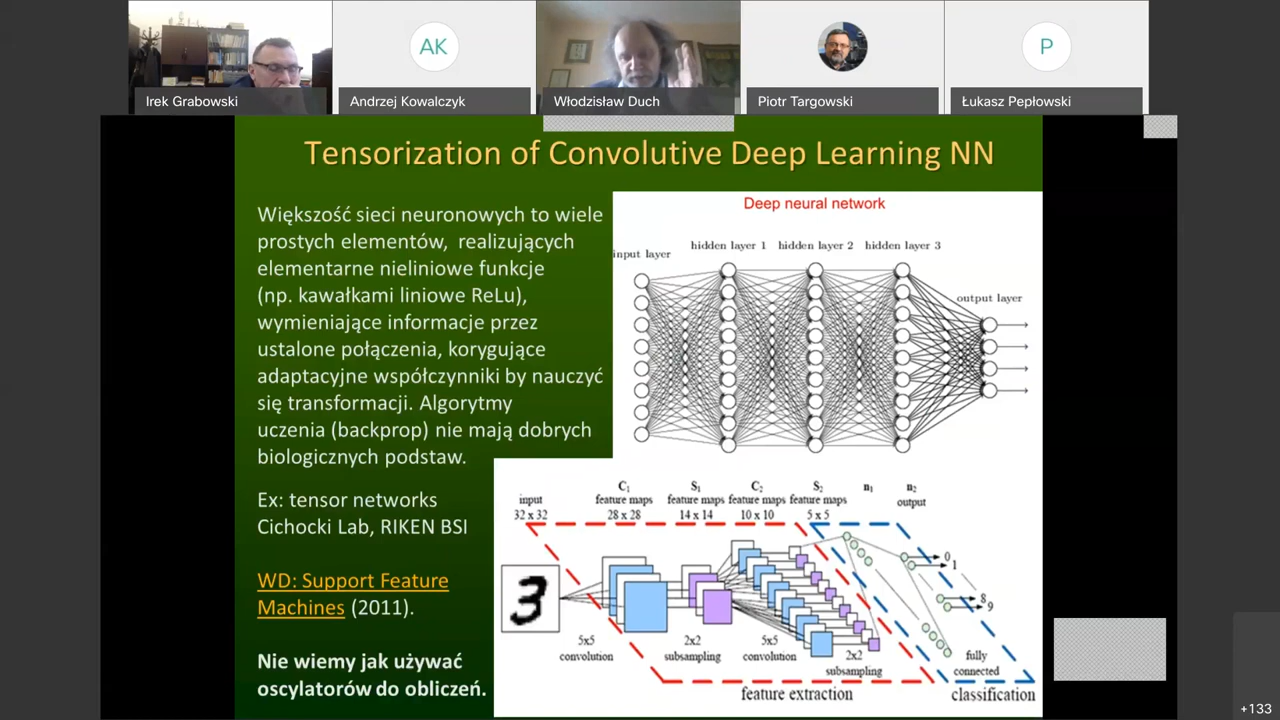 AK
P
Irek Grabowski
Andrzej Kowalczyk
Włodzisław Duch
Piotr Targowski
Łukasz Pepłowski
Tensorization of Convolutive Deep Learning NN
Większość sieci neuronowych to wiele
prostych elementów, realizujących
elementarne nieliniowe funkcje
(np. kawałkami liniowe ReLu),
wymieniające informacje przez
ustalone połączenia, korygujące
adaptacyjne współczynniki by nauczyć
się transformacji. Algorytmy
uczenia (backprop) nie mają dobrych
biologicznych podstaw.
Ex: tensor networks
Cichocki Lab, RIKEN BSI
WD: Support Feature
Machines (2011).
Nie wiemy jak używać
oscylatorów do obliczeń.
Deep neural network
input layer
hidden layer 1 hidden layer 2 hidden layer 3
output layer
input
32 x 32
C1
feature maps
28 x 28
S1
feature maps
14 x 14
C2
feature maps
10 x 10
S2
feature maps
5 x 5
n1
n2
output
3
0
1
8
9
5x5
convolution
2x2
subsampling
5x5
convolution
2x2
subsampling
fully
connected
feature extraction
classification
+133